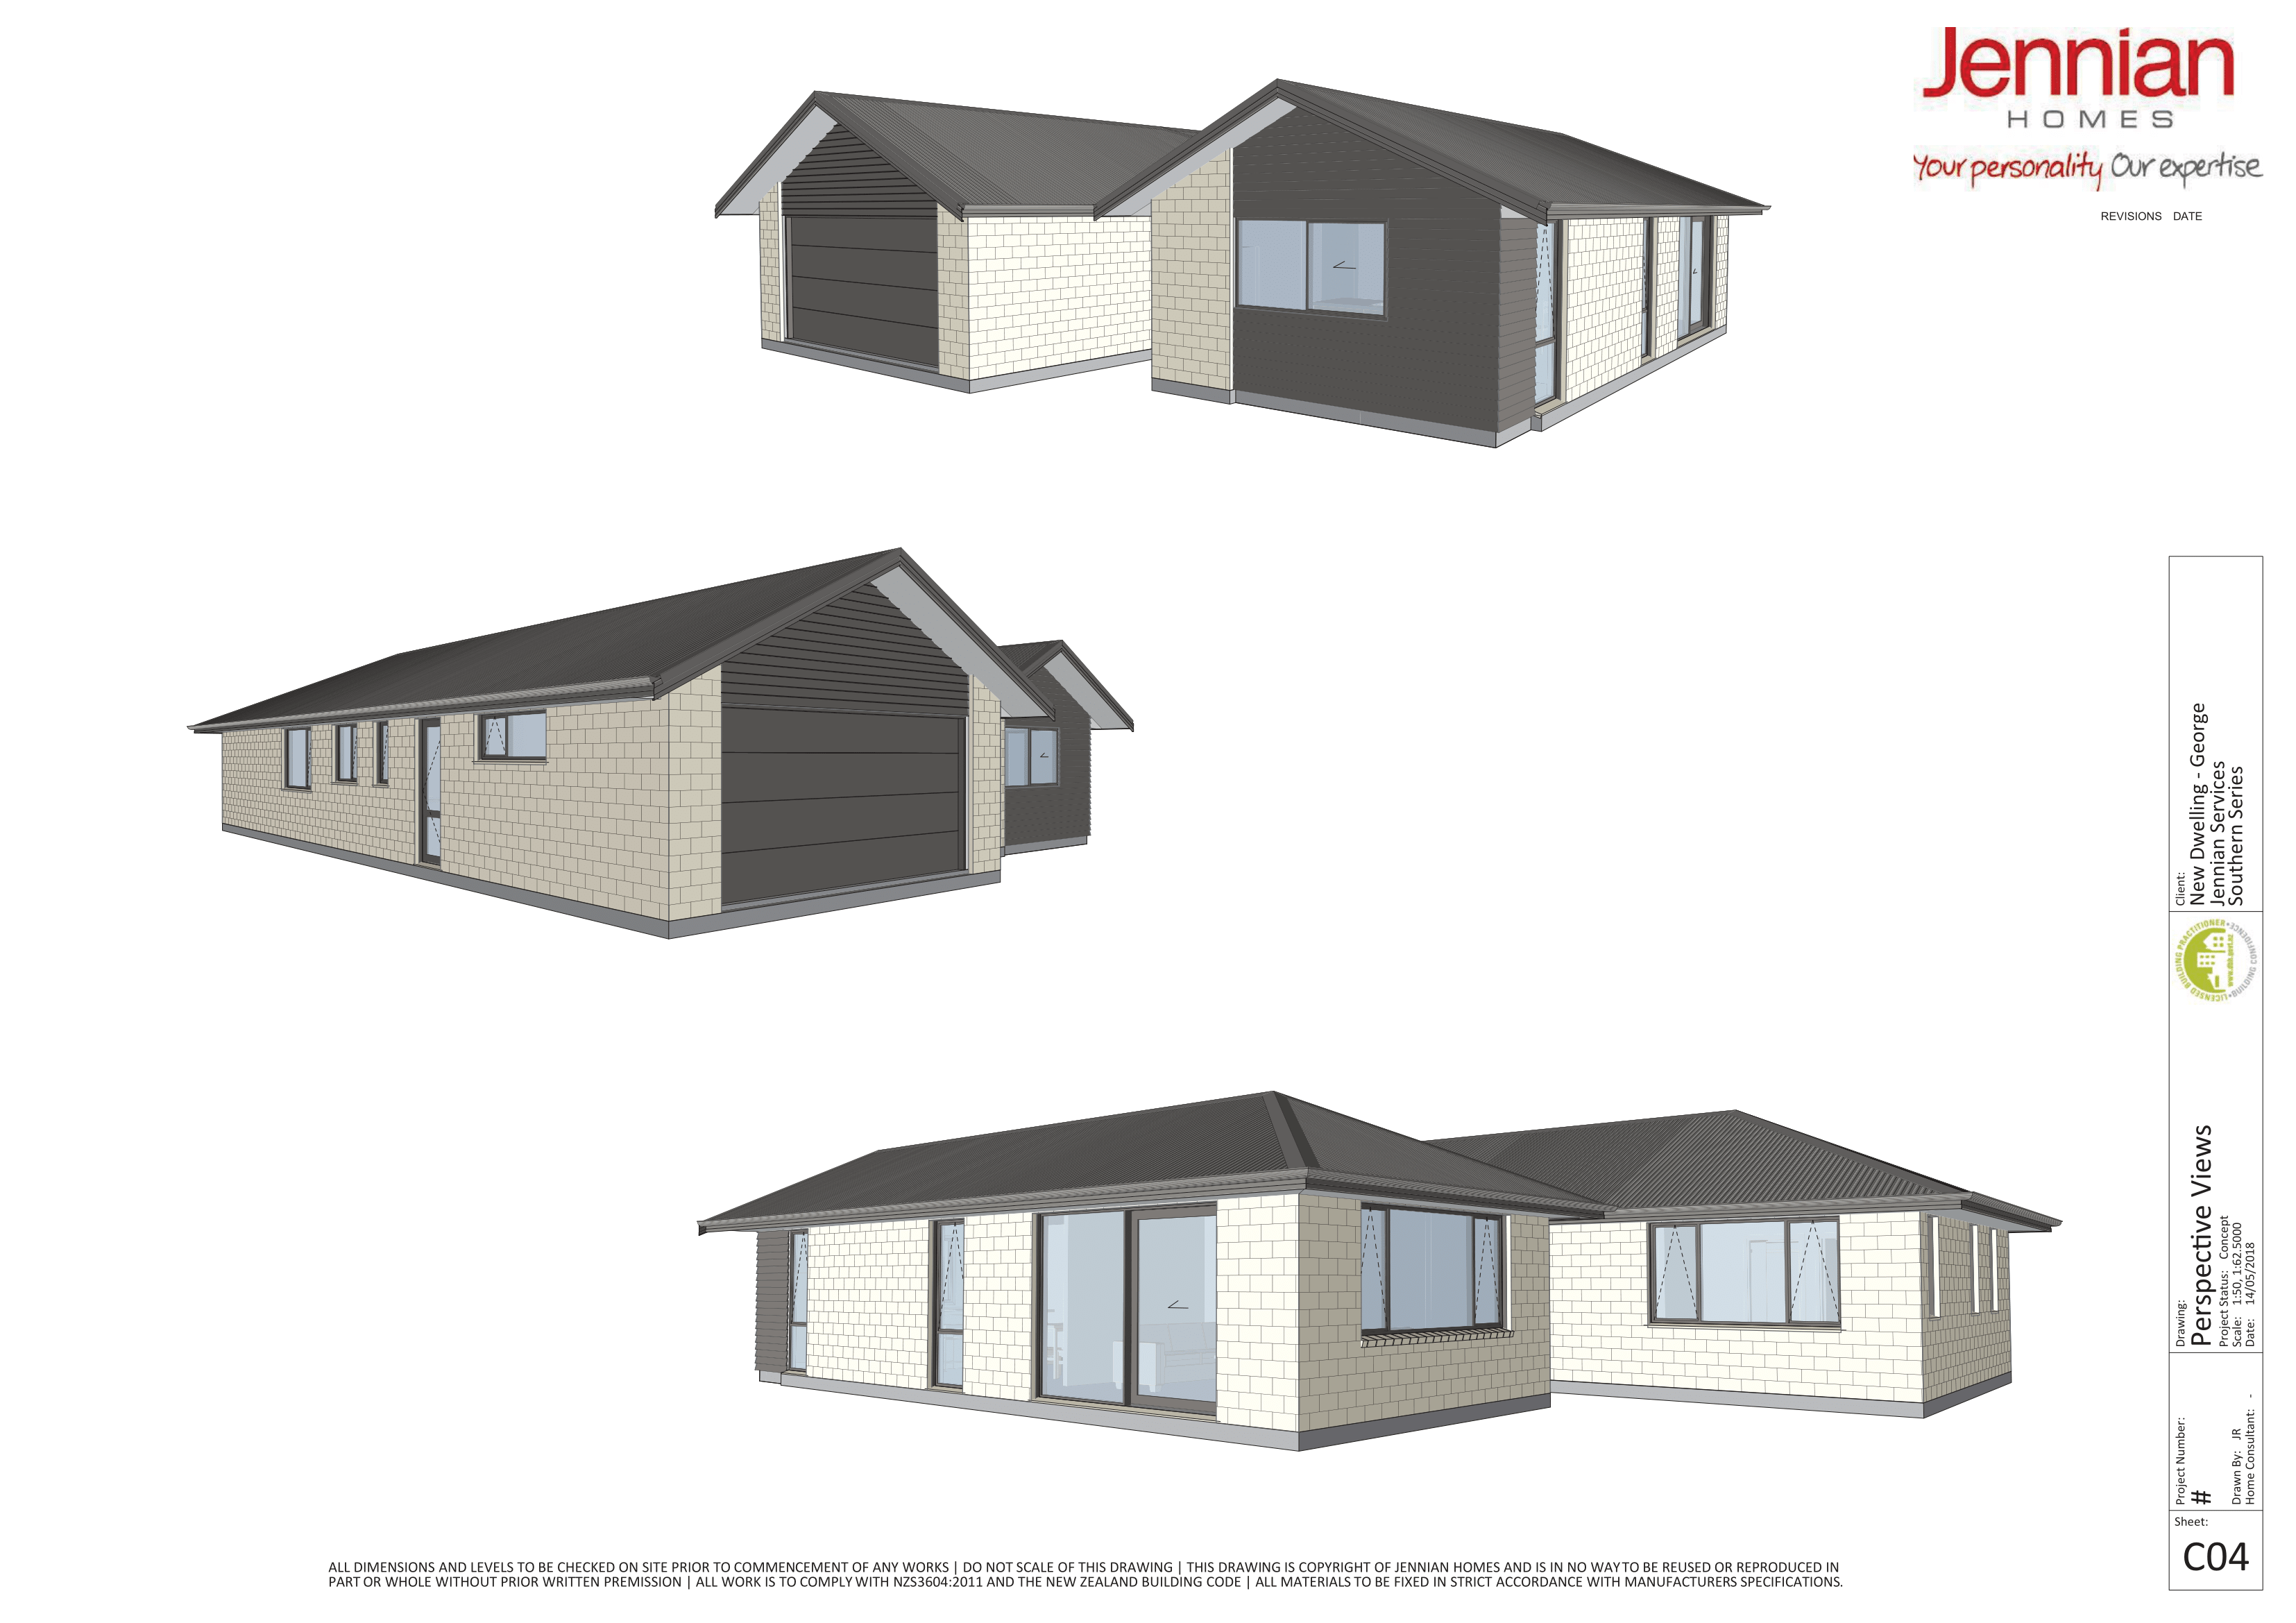 Jennian
HOMES
Your personality Our expertise
REVISIONS DATE
Client:
New Dwelling - George
Jennian Services
Southern Series
LICENSED BUILDING PRACTITIONER • BUILDING CONFIDENCE •
www.dbh.govt.nz
Drawing:
Perspective Views
Project Status: Concept
Scale: 1:50, 1:62.5000
Date: 14/05/2018
Project Number:
#
Drawn By: JR
Home Consultant: -
Sheet:
C04
ALL DIMENSIONS AND LEVELS TO BE CHECKED ON SITE PRIOR TO COMMENCEMENT OF ANY WORKS | DO NOT SCALE OF THIS DRAWING | THIS DRAWING IS COPYRIGHT OF JENNIAN HOMES AND IS IN NO WAY TO BE REUSED OR REPRODUCED IN
PART OR WHOLE WITHOUT PRIOR WRITTEN PREMISSION | ALL WORK IS TO COMPLY WITH NZS3604:2011 AND THE NEW ZEALAND BUILDING CODE | ALL MATERIALS TO BE FIXED IN STRICT ACCORDANCE WITH MANUFACTURERS SPECIFICATIONS.